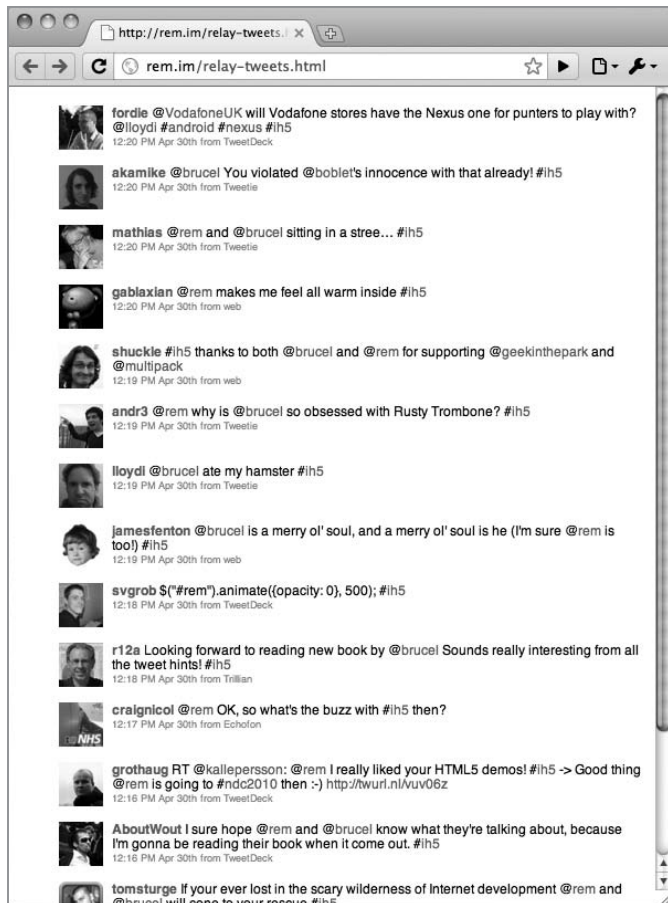 http://rem.im/relay-tweets.
rem.im/relay-tweets.html
fordie @VodafoneUK will Vodafone stores have the Nexus one for punters to play with?
@lloydi #android #nexus #ih5
12:20 PM Apr 30th from TweetDeck
akamike @brucel You violated @boblet's innocence with that already! #ih5
12:20 PM Apr 30th from Tweetie
mathias @rem and @brucel sitting in a stree... #ih5
12:20 PM Apr 30th from Tweetie
gablaxian @rem makes me feel all warm inside #ih5
12:20 PM Apr 30th from web
shuckle #ih5 thanks to both @brucel and @rem for supporting @geekinthepark and
@multipack
12:19 PM Apr 30th from web
andr3 @rem why is @brucel so obsessed with Rusty Trombone? #ih5
12:19 PM Apr 30th from Tweetie
lloydi @brucel ate my hamster #ih5
12:19 PM Apr 30th from Tweetie
jamesfenton @brucel is a merry ol' soul, and a merry ol' soul is he (I'm sure @rem is
too!) #ih5
12:19 PM Apr 30th from web
svgrob $("#rem").animate({opacity: 0}, 500); #ih5
12:18 PM Apr 30th from TweetDeck
r12a Looking forward to reading new book by @brucel Sounds really interesting from all
the tweet hints! #ih5
12:18 PM Apr 30th from Trillian
craignicol @rem OK, so what's the buzz with #ih5 then?
12:17 PM Apr 30th from Echofon
NHS
grothaug RT @kallepersson: @rem I really liked your HTML5 demos! #ih5 -> Good thing
@rem is going to #ndc2010 then :-) http://twurl.nl/vuv06z
12:16 PM Apr 30th from TweetDeck
AboutWout I sure hope @rem and @brucel know what they're talking about, because
I'm gonna be reading their book when it come out. #ih5
12:16 PM Apr 30th from TweetDeck
tomsturge If your ever lost in the scary wilderness of Internet development @rem and
@brucel will come to your rescue #ih5